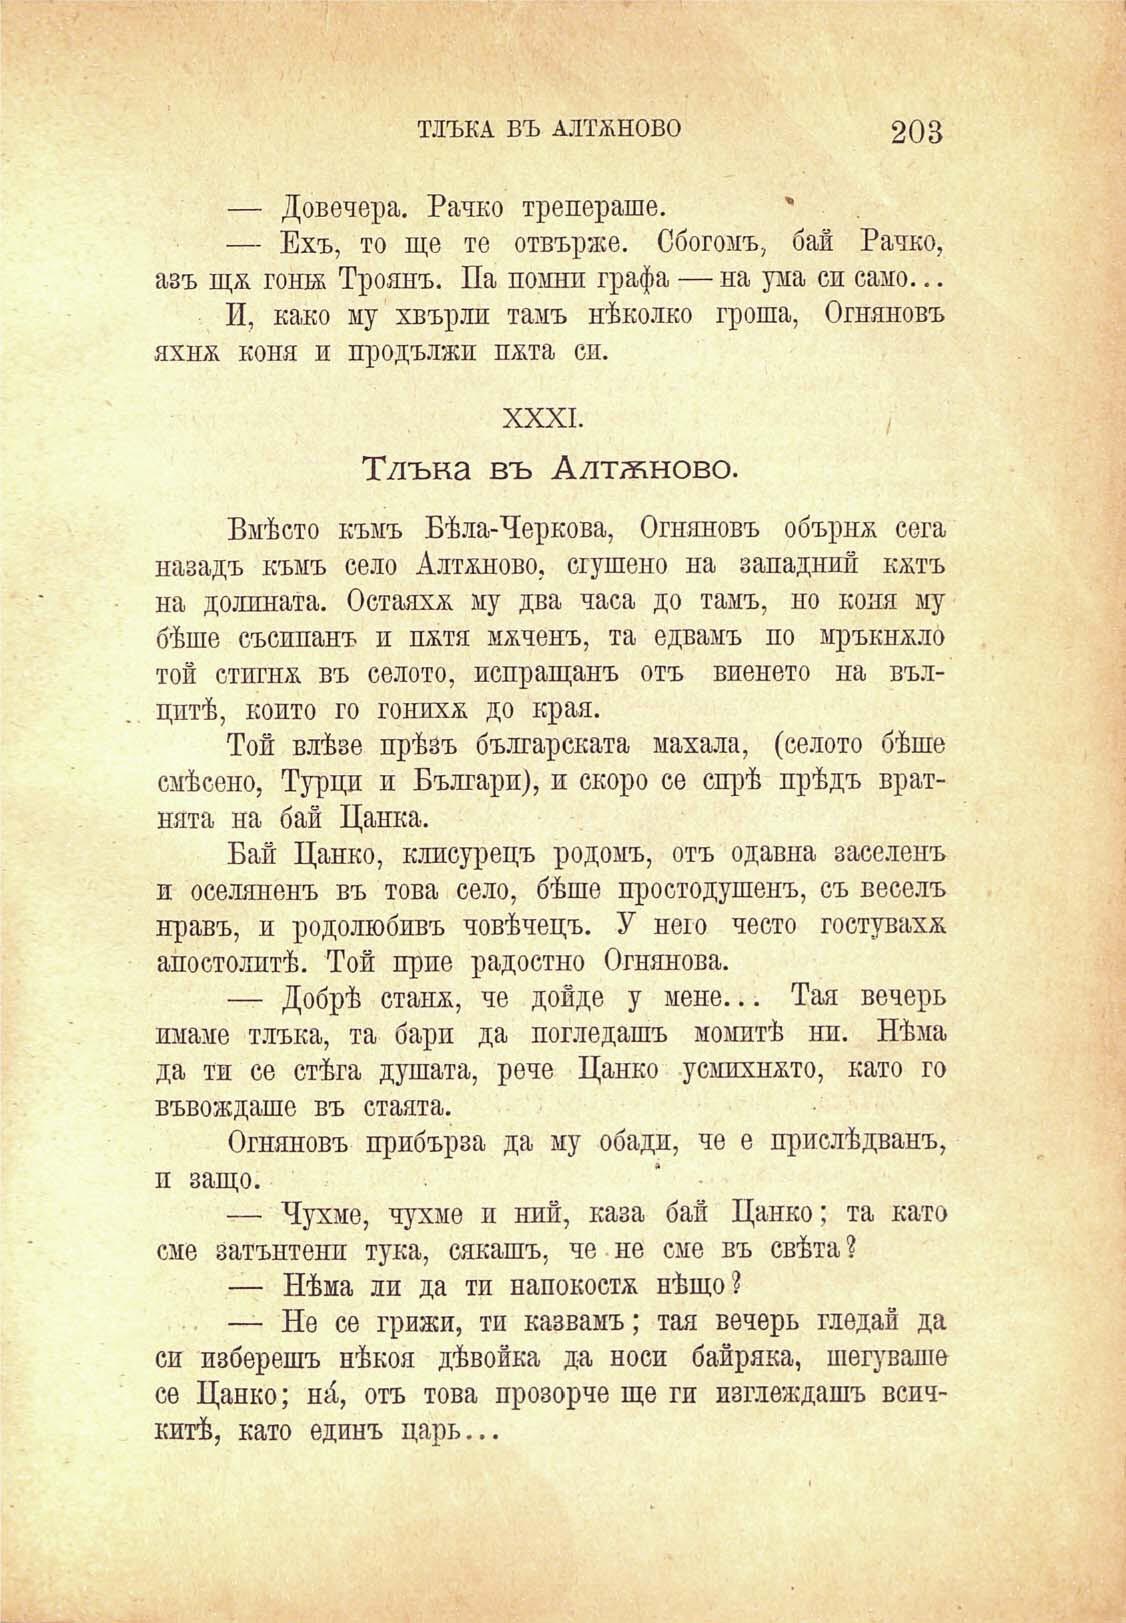 ТЛЪКА ВЪ АЛТѪНОВО 203
— Довечера. Рачко трепераше.
— Ехъ, то ще те отвърже. Сбогомъ, бай Рачко,
азъ щѫ гонѭ Троянъ. Па помни графа — на ума си само...
И, како му хвърли тамъ нѣколко гроша, Огняновъ
яхнѫ коня и продължи пѫтя си.
XXXI.
Тлъка въ Алтѫново.
Вмѣсто към​ъ Бѣла-Черкова, Огняновъ обърнѫ сега
назадъ къмъ село Алтѫново, сгушено на западний кѫтъ
на долината. Остаяхѫ му два часа до тамъ, но коня му
бѣше съсипанъ и пѫтя мѫченъ, та едвамъ по мръкнѫло
той стигнѫ въ селото, испращанъ отъ виенето на въл-
цитѣ, които го гонихѫ до края.
Той влѣзе прѣзъ българската махала, (селото бѣше
смѣсено, Турци и Българи), и скоро се спрѣ прѣдъ врат-
нята на бай Цанка.
Бай Цанко, клисурецъ родомъ, отъ одавна заселенъ
и оселяненъ въ това село, бѣше простодушенъ, съ веселъ
нравъ, и родолюбивъ човѣчецъ. У него често гостувахѫ
апостолитѣ. Той прие радостно Огнянова.
— Добрѣ станѫ, че дойде у мене... Тая вечерь
имаме тлъка, та бари да погледашъ момитѣ ни. Нѣма
да ти се стѣга душата, рече Цанко усмихнѫто, като го
въвождаше въ стаята.
Огняновъ прибърза да му обади, че е прислѣдванъ,
и защо.
— Чухме, чухме и ний, каза бай Цанко; та като
сме затънтени тука, сякашъ, че не сме въ свѣта?
— Нѣма ли да ти напокостѫ нѣщо?
— Не се грижи, ти казвамъ; тая вечерь гледай да
си изберешъ нѣкоя дѣвойка да носи байряка, шегуваше
се Цанко; нá, отъ това прозорче ще ги изглеждашъ всич-
китѣ, като единъ царь...